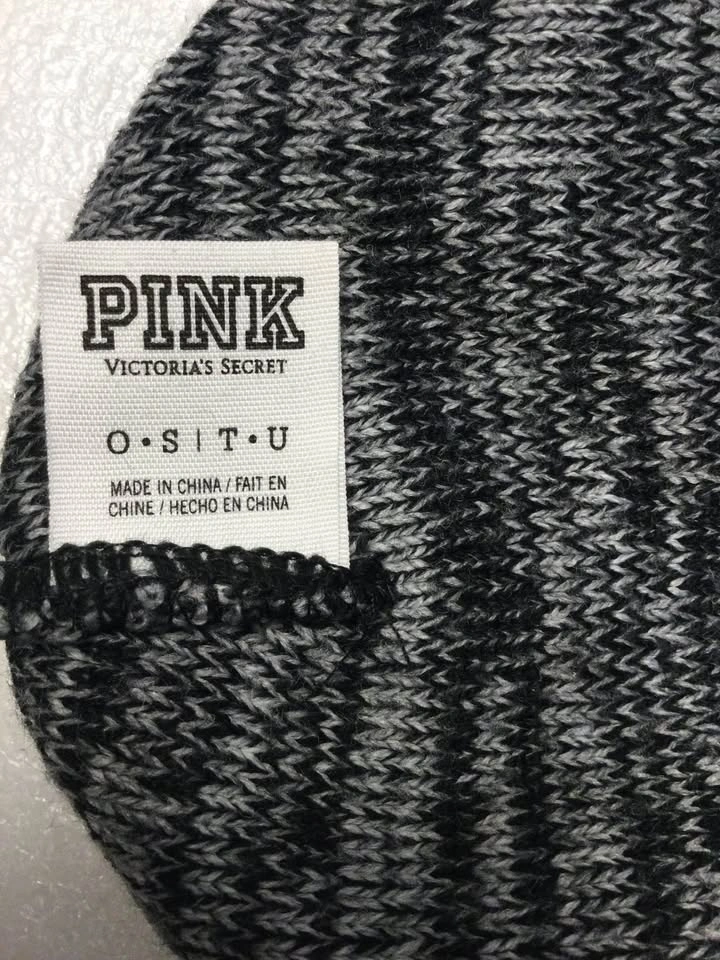 PINK
VICTORIA'S SECRET
O•S | T•U
MADE IN CHINA / FAIT EN
CHINE / HECHO EN CHINA